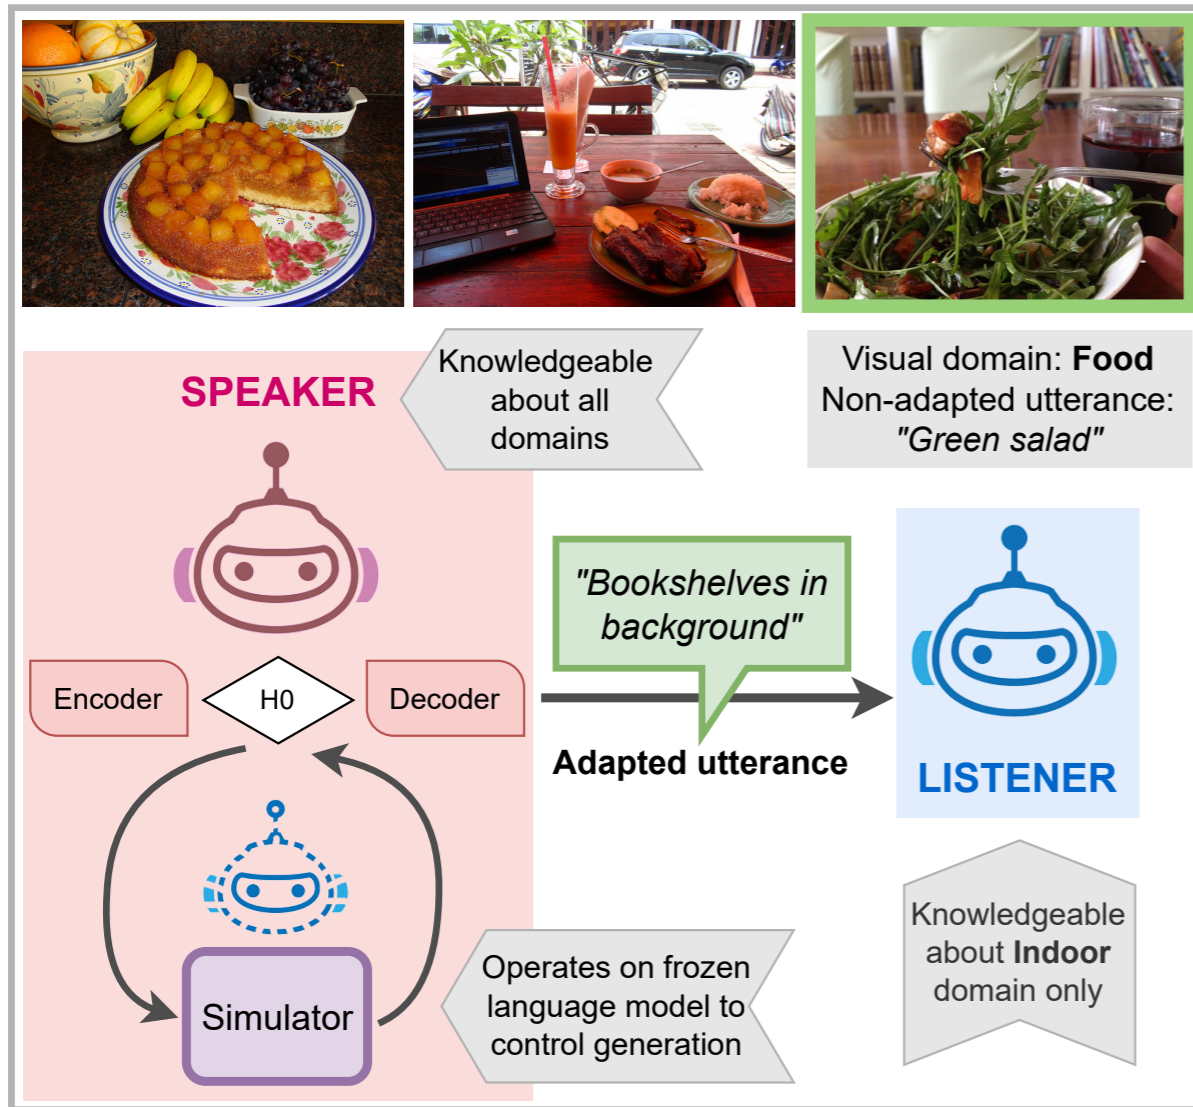 SPEAKER
Knowledgeable
about all
domains
Visual domain: Food
Non-adapted utterance:
"Green salad"
"Bookshelves in
background"
Encoder
H0
Decoder
Adapted utterance
LISTENER
Simulator
Operates on frozen
language model to
control generation
Knowledgeable
about Indoor
domain only